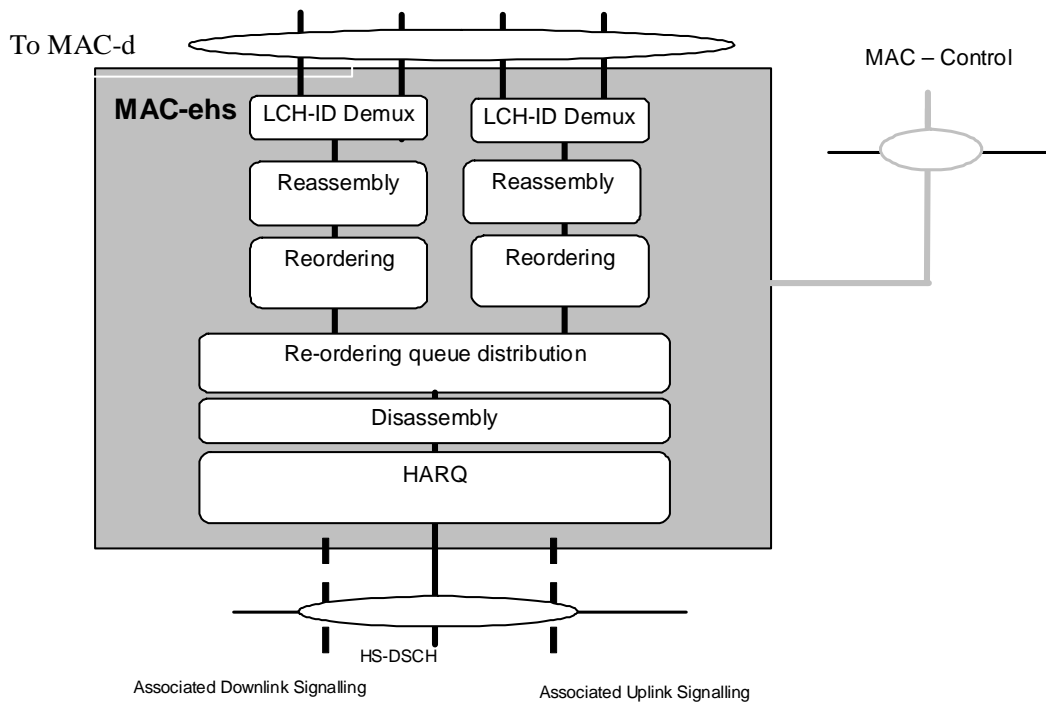 To MAC-d
MAC – Control
MAC-ehs
LCH-ID Demux
LCH-ID Demux
Reassembly
Reassembly
Reordering
Reordering
Re-ordering queue distribution
Disassembly
HARQ
HS-DSCH
Associated Downlink Signalling
Associated Uplink Signalling